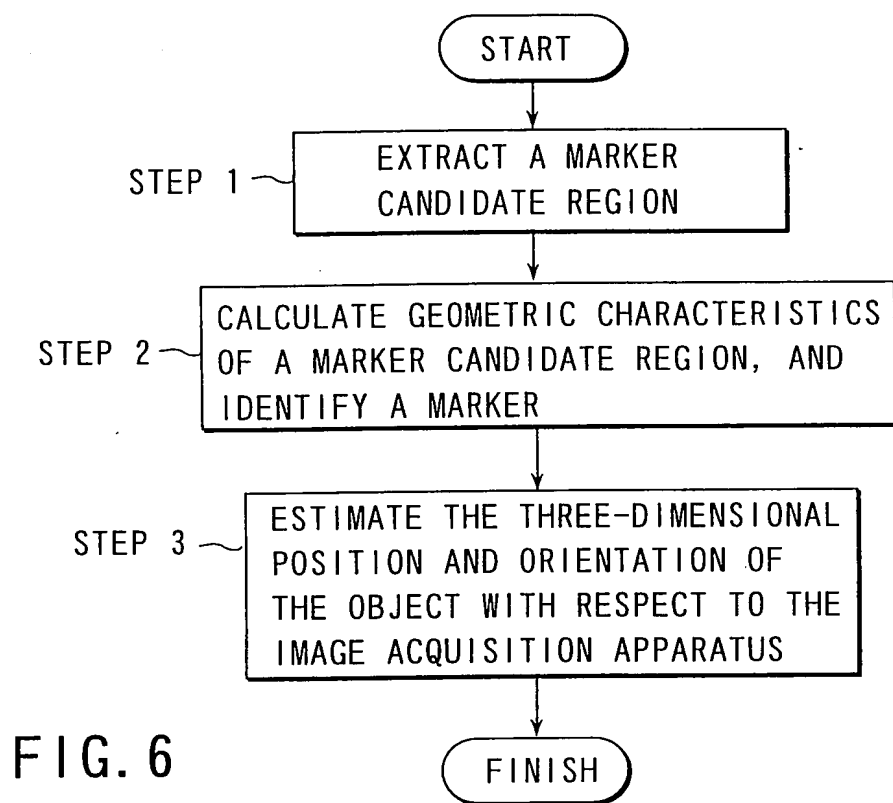 START
STEP 1
EXTRACT A MARKER
CANDIDATE REGION
STEP 2
CALCULATE GEOMETRIC CHARACTERISTICS
OF A MARKER CANDIDATE REGION, AND
IDENTIFY A MARKER
STEP 3
ESTIMATE THE THREE-DIMENSIONAL
POSITION AND ORIENTATION OF
THE OBJECT WITH RESPECT TO THE
IMAGE ACQUISITION APPARATUS
FINISH
FIG. 6